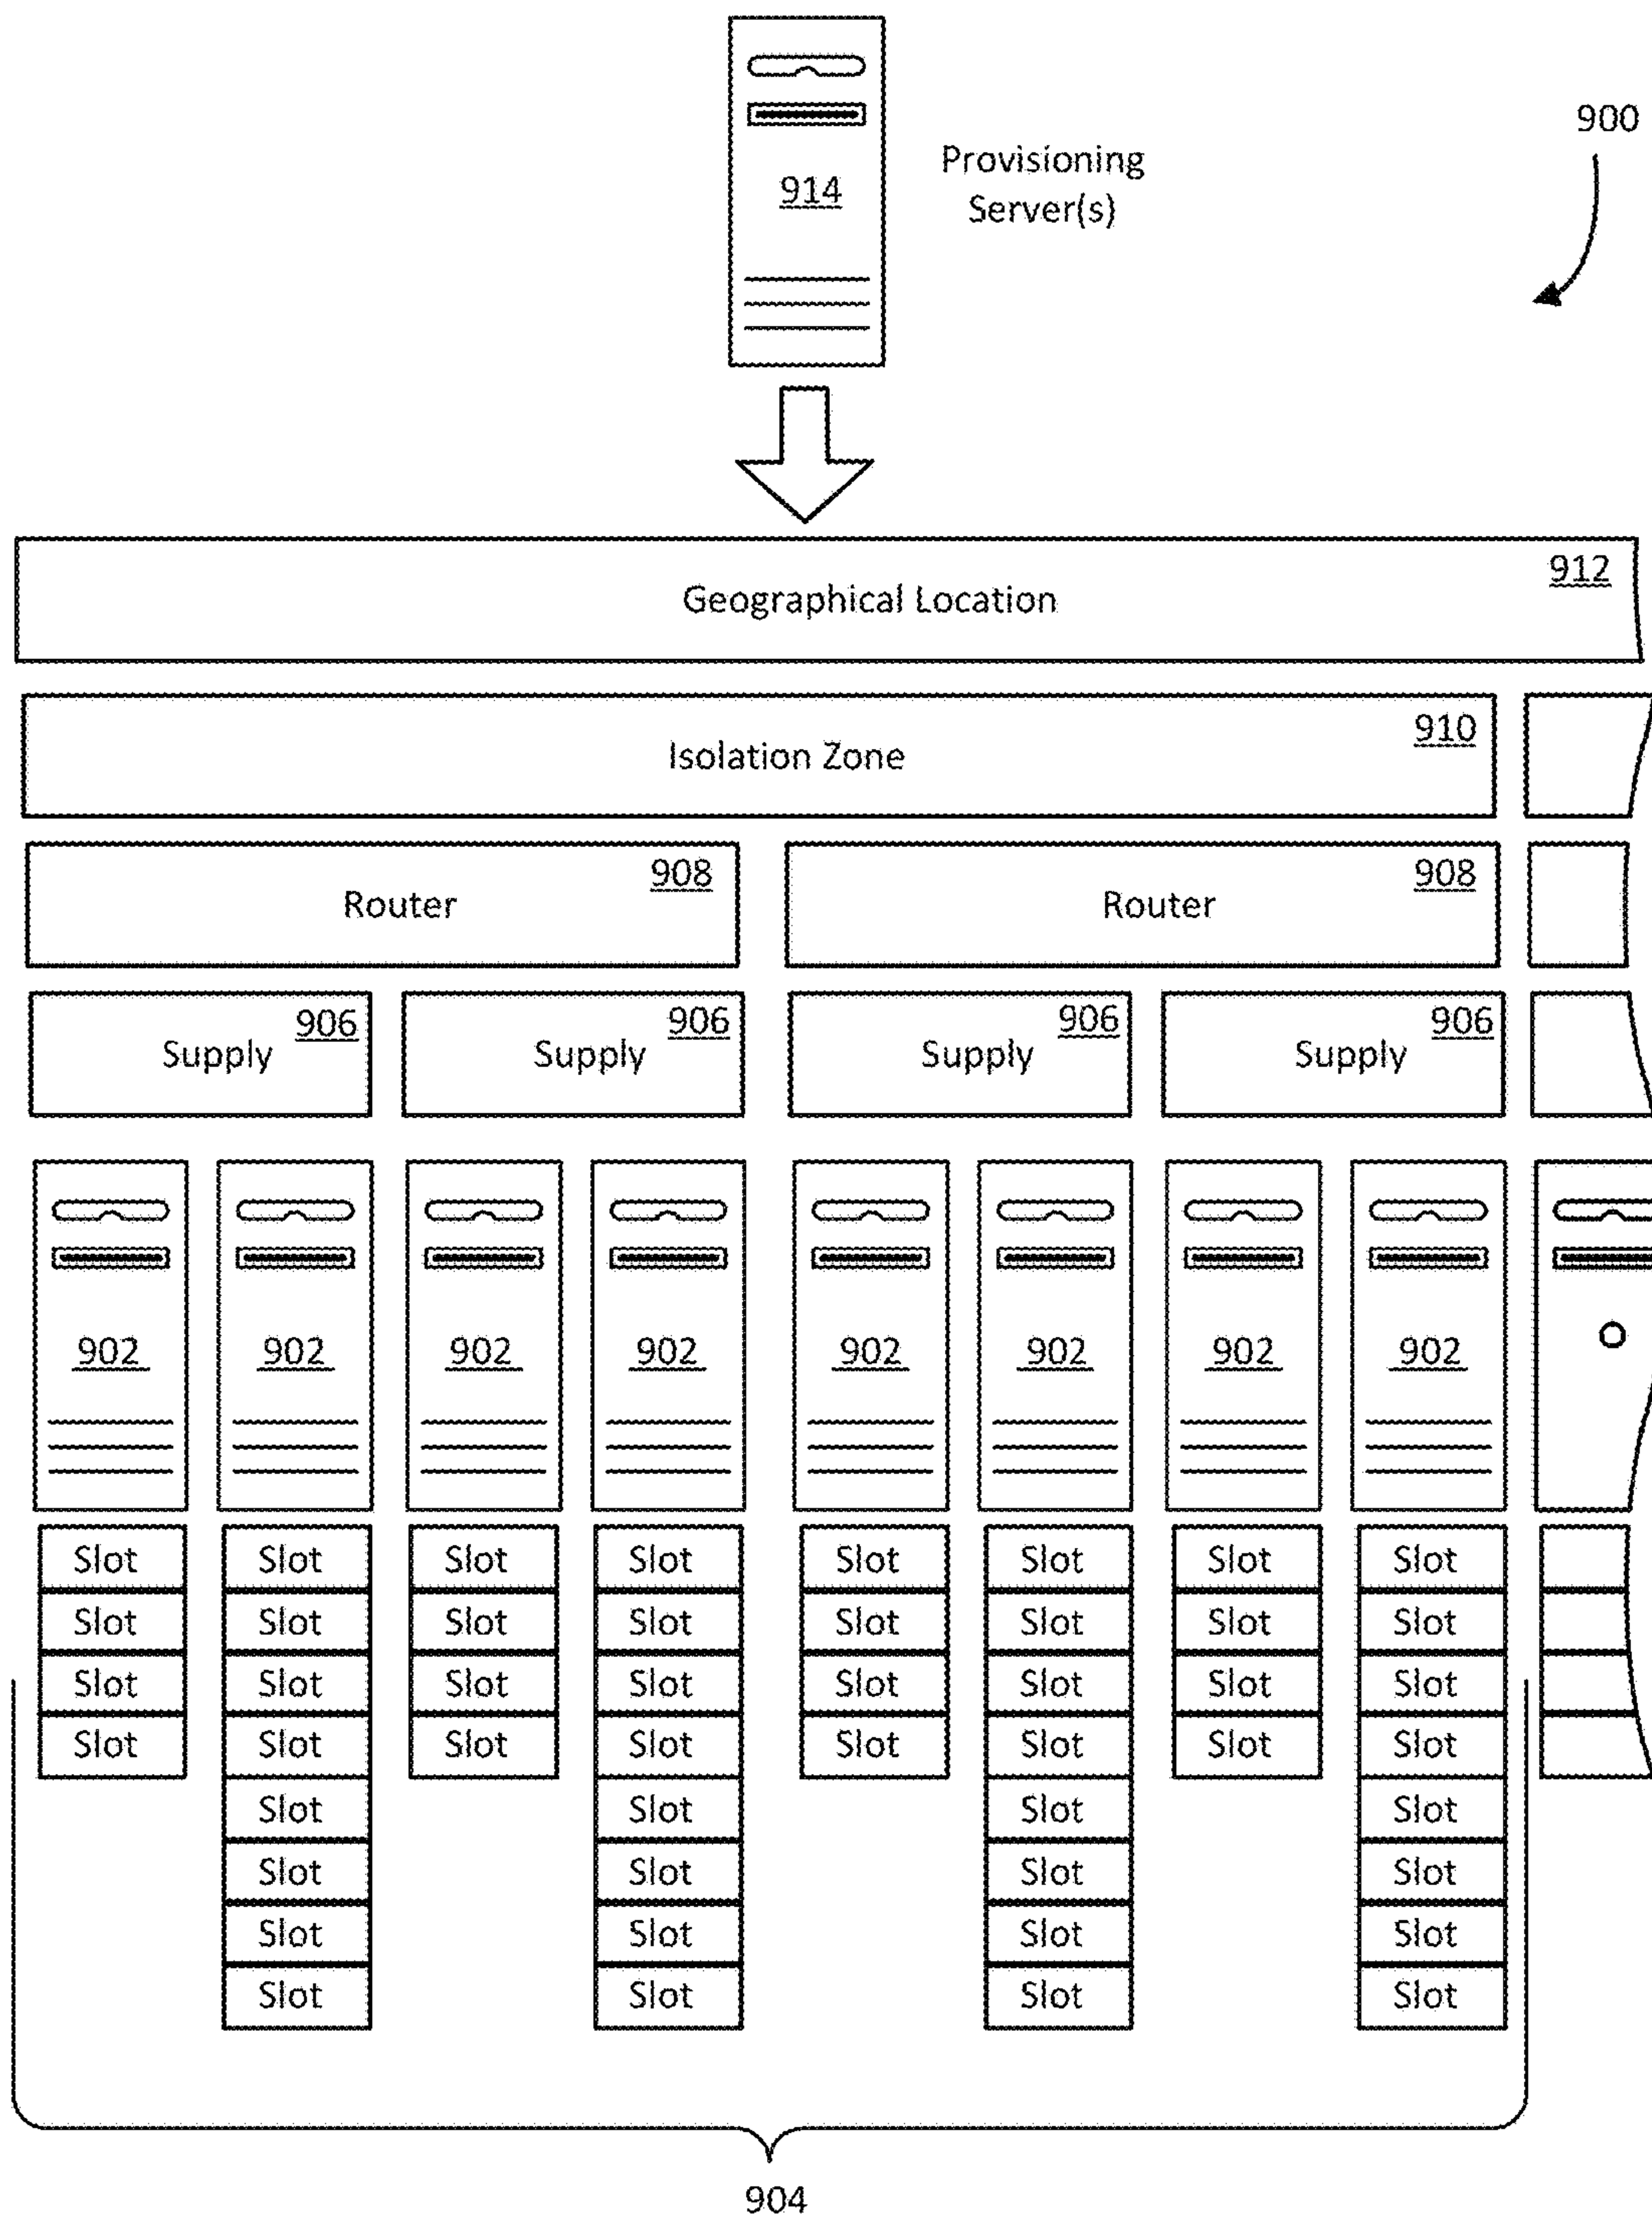 900
Provisioning
Server(s)
914
912
Geographical Location
910
Isolation Zone
908 908
Router Router
906 906 906 906
Supply Supply Supply Supply
902 902 902 902 902 902 902 902
Slot Slot Slot Slot Slot Slot Slot Slot
Slot Slot Slot Slot Slot Slot Slot Slot
Slot Slot Slot Slot Slot Slot Slot Slot
Slot Slot Slot Slot Slot Slot Slot Slot
Slot Slot Slot Slot
Slot Slot Slot Slot
Slot Slot Slot Slot
Slot Slot Slot Slot
904